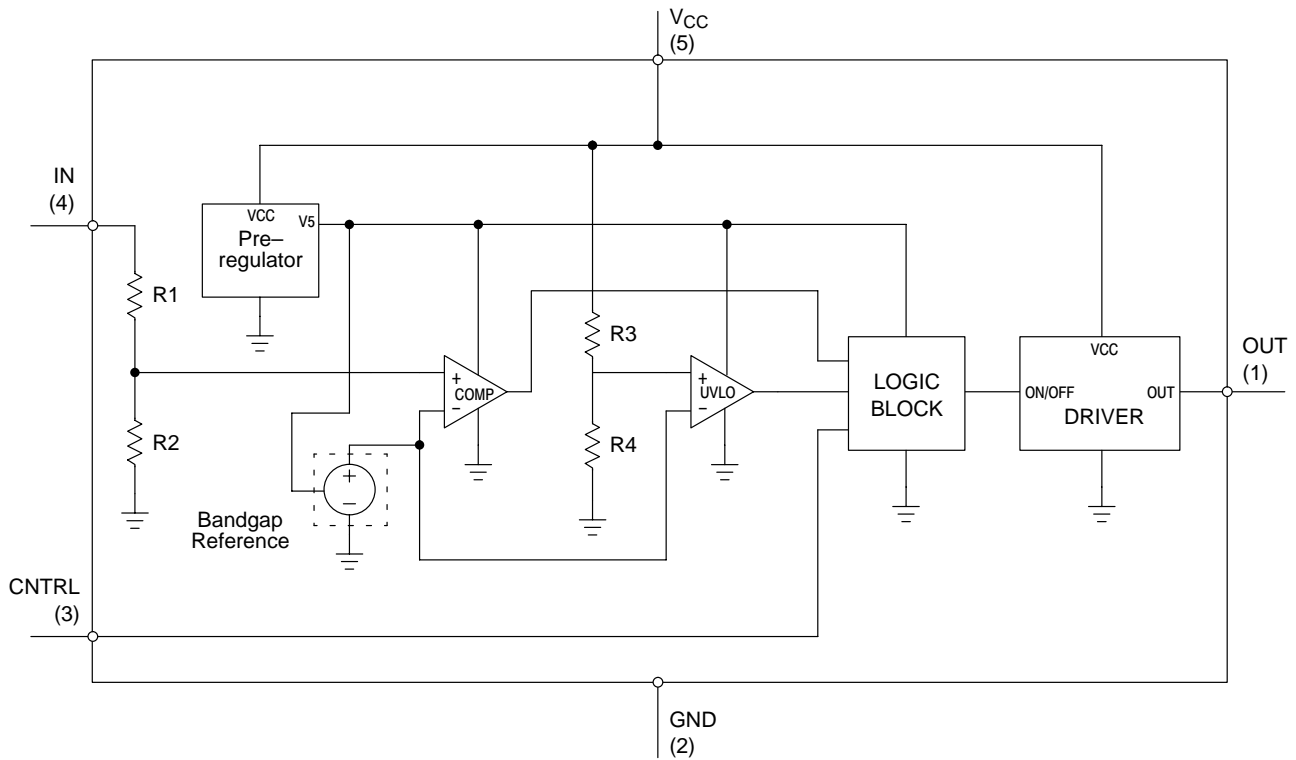 VCC
(5)
IN
(4)
VCC
V5
Pre–
regulator
R1
R3
R2
R4
+
COMP
–
+
UVLO
–
LOGIC
BLOCK
VCC
ON/OFF
OUT
DRIVER
OUT
(1)
+
–
Bandgap
Reference
CNTRL
(3)
GND
(2)